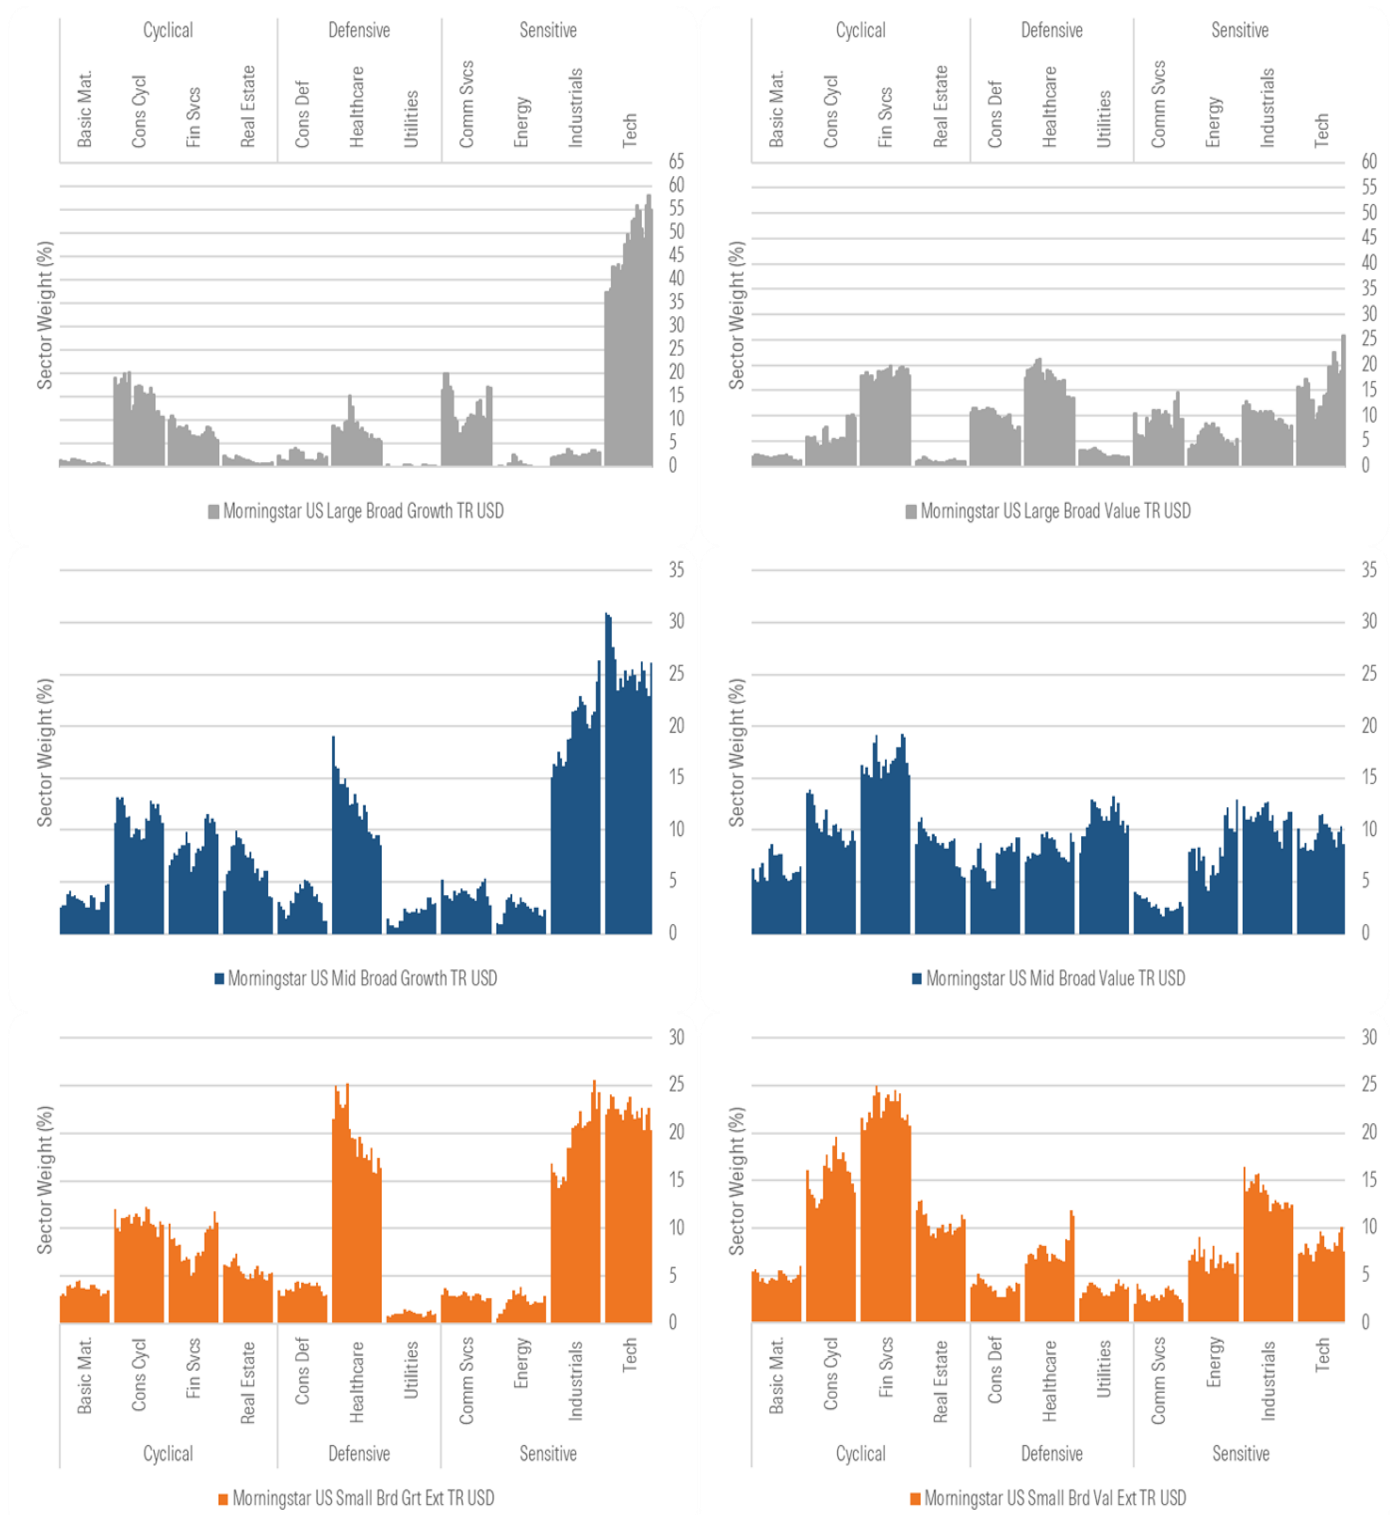 Cyclical Defensive Sensitive
Basic Mat. Cons Cycl Fin Svcs Real Estate Cons Def Healthcare Utilities Comm Svcs Energy Industrials Tech
Sector Weight (%)
65
60
55
50
45
40
35
30
25
20
15
10
5
0
Morningstar US Large Broad Growth TR USD
Cyclical Defensive Sensitive
Basic Mat. Cons Cycl Fin Svcs Real Estate Cons Def Healthcare Utilities Comm Svcs Energy Industrials Tech
Sector Weight (%)
60
55
50
45
40
35
30
25
20
15
10
5
0
Morningstar US Large Broad Value TR USD
Sector Weight (%)
35
30
25
20
15
10
5
0
Morningstar US Mid Broad Growth TR USD
Sector Weight (%)
35
30
25
20
15
10
5
0
Morningstar US Mid Broad Value TR USD
Sector Weight (%)
30
25
20
15
10
5
0
Basic Mat. Cons Cycl Fin Svcs Real Estate Cons Def Healthcare Utilities Comm Svcs Energy Industrials Tech
Cyclical Defensive Sensitive
Morningstar US Small Brd Grt Ext TR USD
Sector Weight (%)
30
25
20
15
10
5
0
Basic Mat. Cons Cycl Fin Svcs Real Estate Cons Def Healthcare Utilities Comm Svcs Energy Industrials Tech
Cyclical Defensive Sensitive
Morningstar US Small Brd Val Ext TR USD